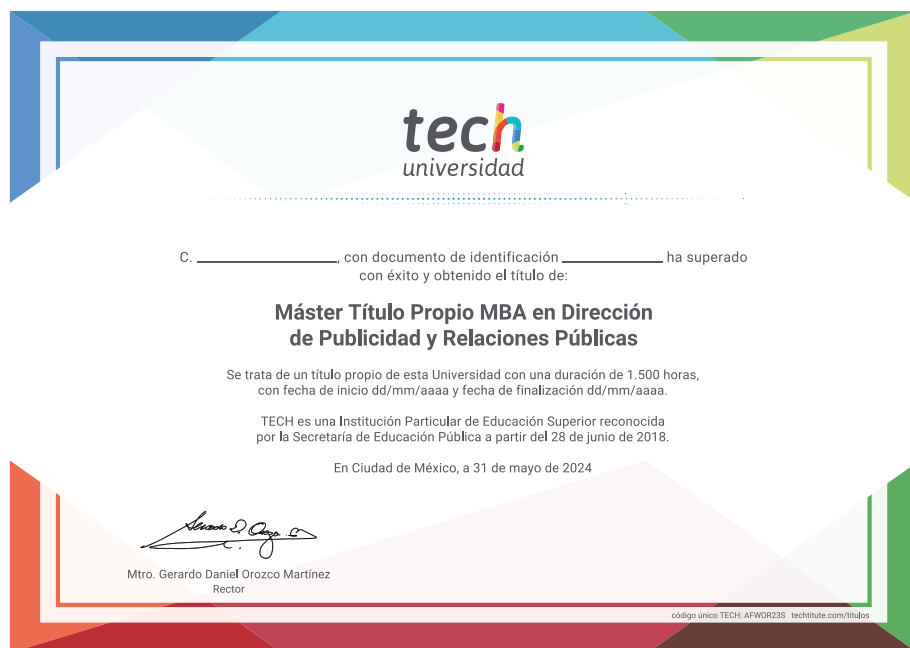 tech
universidad
C. ____________, con documento de identificación ____________ ha superado
con éxito y obtenido el título de:
Máster Título Propio MBA en Dirección
de Publicidad y Relaciones Públicas
Se trata de un título propio de esta Universidad con una duración de 1.500 horas,
con fecha de inicio dd/mm/aaaa y fecha de finalización dd/mm/aaaa.
TECH es una Institución Particular de Educación Superior reconocida
por la Secretaría de Educación Pública a partir del 28 de junio de 2018.
En Ciudad de México, a 31 de mayo de 2024
Mtro. Gerardo Daniel Orozco Martínez
Rector
código único TECH: AFWOR23S techtitute.com/titulos